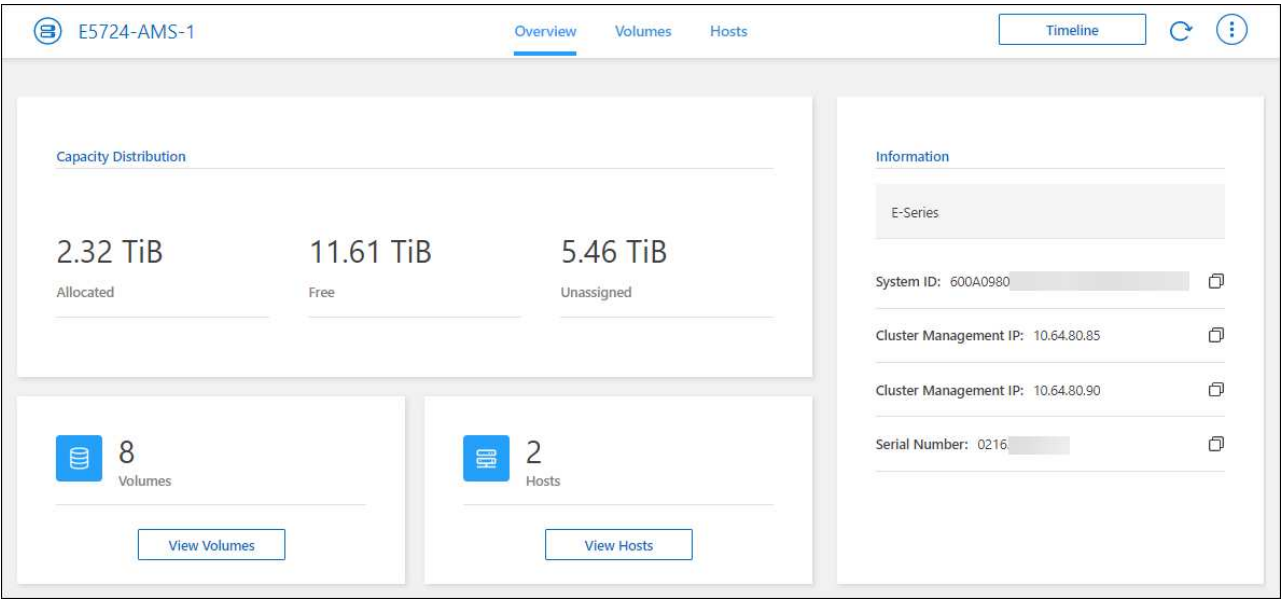 E5724-AMS-1
Overview Volumes Hosts
Timeline
Capacity Distribution
2.32 TiB 11.61 TiB 5.46 TiB
Allocated Free Unassigned
8
Volumes
View Volumes
2
Hosts
View Hosts
Information
E-Series
System ID: 600A0980
Cluster Management IP: 10.64.80.85
Cluster Management IP: 10.64.80.90
Serial Number: 0216